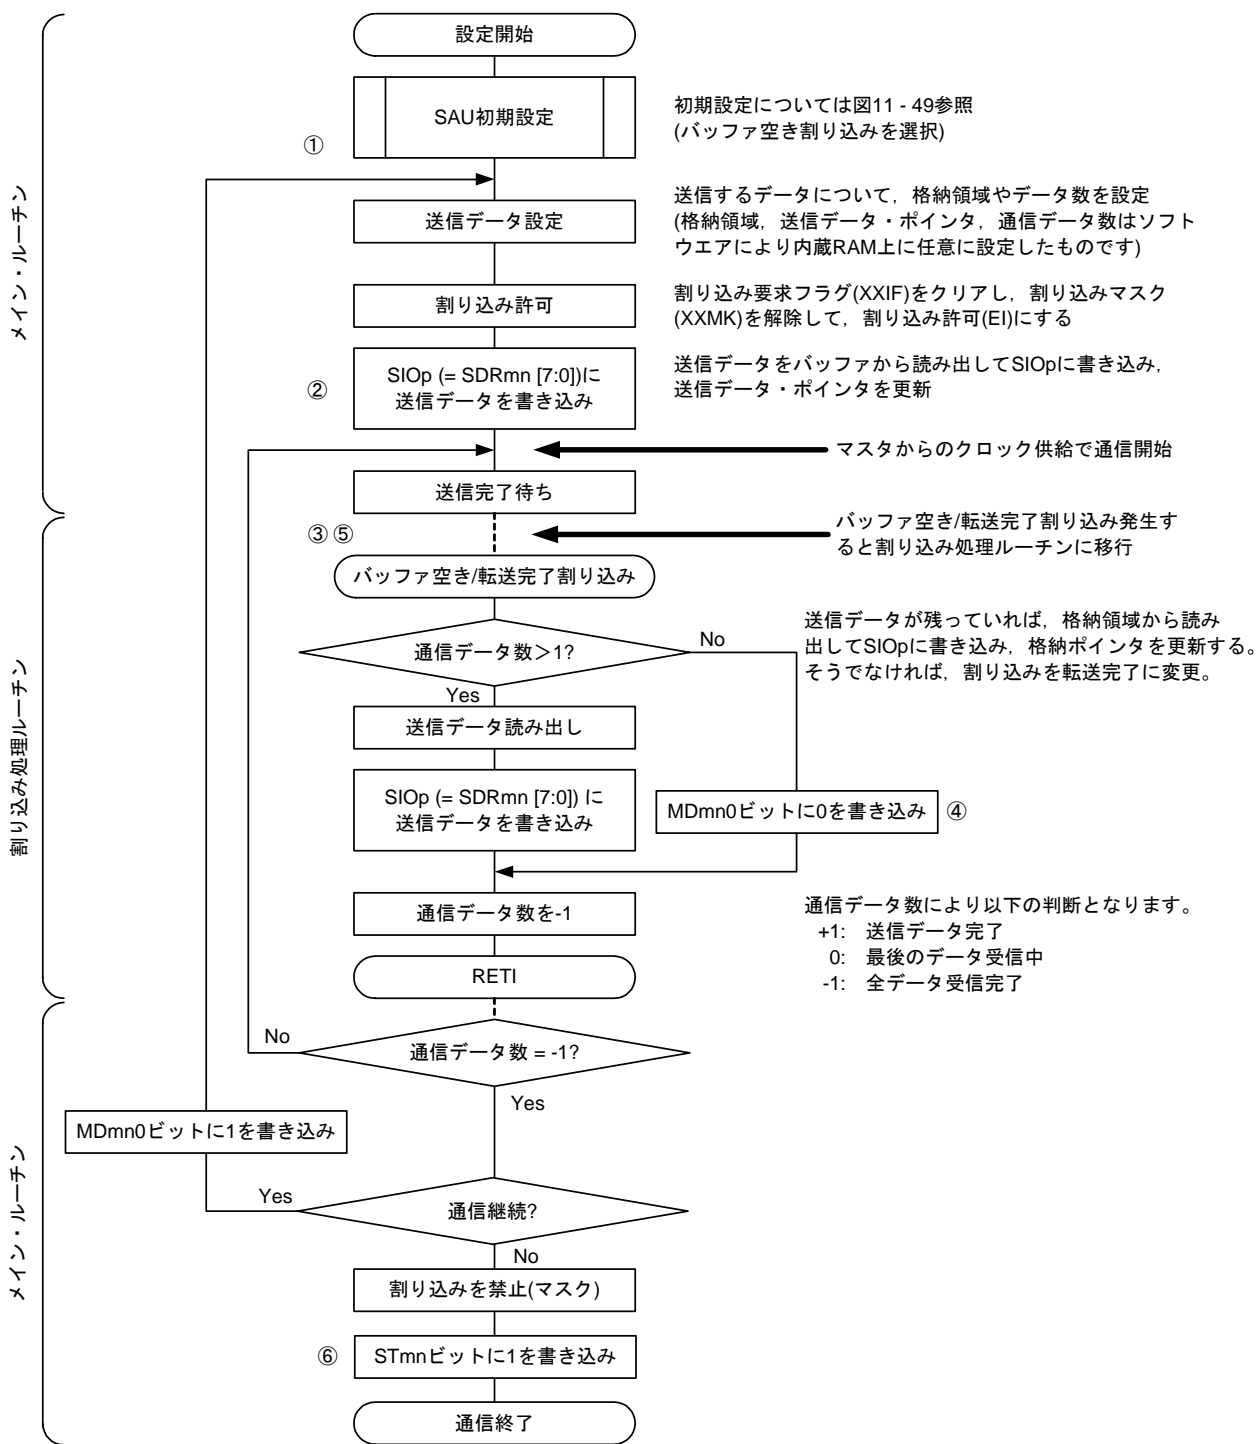 設定開始
SAU初期設定
初期設定については図11 - 49参照
(バッファ空き割り込みを選択)
①
メイン・ルーチン
送信データ設定
送信するデータについて，格納領域やデータ数を設定
(格納領域，送信データ・ポインタ，通信データ数はソフト
ウエアにより内蔵RAM上に任意に設定したものです)
割り込み許可
割り込み要求フラグ(XXIF)をクリアし，割り込みマスク
(XXMK)を解除して，割り込み許可(EI)にする
②
SIOp (= SDRmn [7:0])に
送信データを書き込み
送信データをバッファから読み出してSIOpに書き込み，
送信データ・ポインタを更新
マスタからのクロック供給で通信開始
送信完了待ち
③ ⑤
バッファ空き/転送完了割り込み発生す
ると割り込み処理ルーチンに移行
バッファ空き/転送完了割り込み
割り込み処理ルーチン
通信データ数＞1?
No
Yes
送信データが残っていれば，格納領域から読み
出してSIOpに書き込み，格納ポインタを更新する。
そうでなければ，割り込みを転送完了に変更。
送信データ読み出し
SIOp (= SDRmn [7:0]) に
送信データを書き込み
MDmn0ビットに0を書き込み
④
通信データ数を-1
通信データ数により以下の判断となります。
+1: 送信データ完了
0: 最後のデータ受信中
-1: 全データ受信完了
RETI
No
通信データ数 = -1?
Yes
MDmn0ビットに1を書き込み
メイン・ルーチン
Yes
通信継続?
No
割り込みを禁止(マスク)
⑥
STmnビットに1を書き込み
通信終了